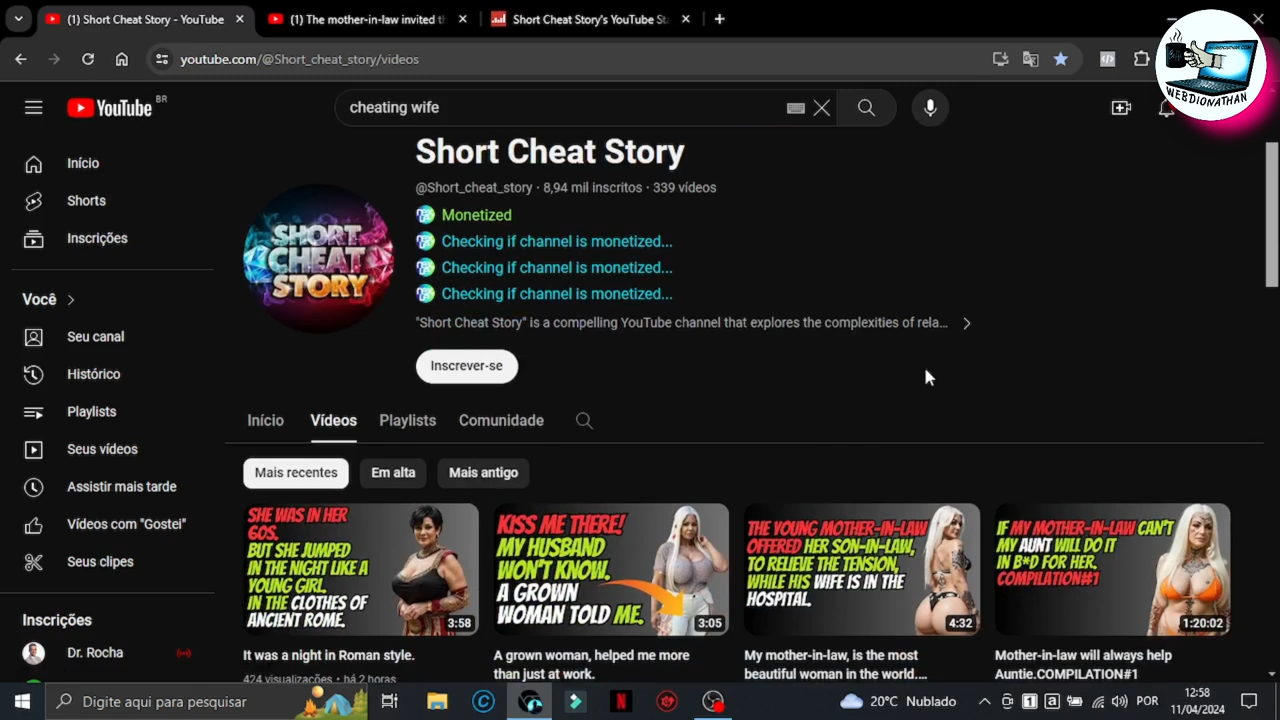 (1) Short Cheat Story - YouTube
(1) The mother-in-law invited th
Short Cheat Story's YouTube St
youtube.com/@Short_cheat_story/videos
WEBDIONATHAN
YouTube BR
cheating wife
Início
Shorts
Inscrições
Você
Seu canal
Histórico
Playlists
Seus vídeos
Assistir mais tarde
Vídeos com "Gostei"
Seus clipes
Inscrições
Dr. Rocha
SHORT
CHEAT
STORY
Short Cheat Story
@Short_cheat_story · 8,94 mil inscritos · 339 vídeos
Monetized
Checking if channel is monetized...
Checking if channel is monetized...
Checking if channel is monetized...
"Short Cheat Story" is a compelling YouTube channel that explores the complexities of rela...
Inscrever-se
Início Vídeos Playlists Comunidade
Mais recentes Em alta Mais antigo
SHE WAS IN HER
60S.
BUT SHE JUMPED
IN THE NIGHT LIKE A
YOUNG GIRL.
IN THE CLOTHES OF
ANCIENT ROME.
3:58
It was a night in Roman style.
424 visualizações · há 2 horas
KISS ME THERE!
MY HUSBAND
WON'T KNOW.
A GROWN
WOMAN TOLD ME.
3:05
A grown woman, helped me more
than just at work.
THE YOUNG MOTHER-IN-LAW
OFFERED HER SON-IN-LAW,
TO RELIEVE THE TENSION,
WHILE HIS WIFE IS IN THE
HOSPITAL.
4:32
My mother-in-law, is the most
beautiful woman in the world....
IF MY MOTHER-IN-LAW CAN'T
MY AUNT WILL DO IT
IN B*D FOR HER.
COMPILATION#1
1:20:02
Mother-in-law will always help
Auntie.COMPILATION#1
Digite aqui para pesquisar
20°C Nublado
POR
12:58
11/04/2024